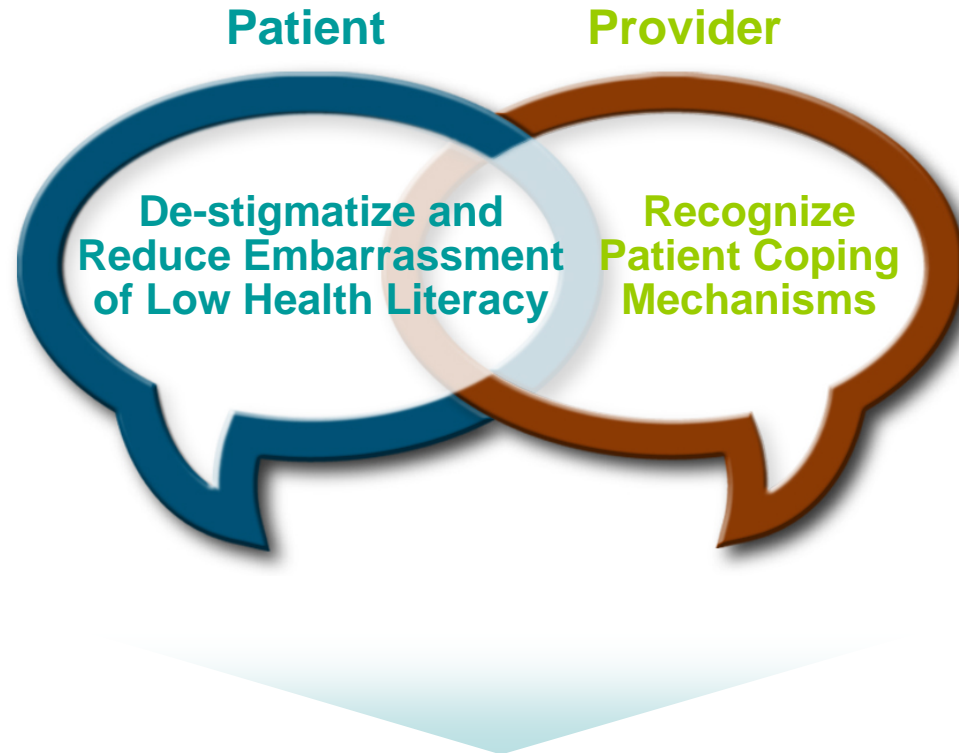 Patient
Provider
De-stigmatize and
Reduce Embarrassment
of Low Health Literacy
Recognize
Patient Coping
Mechanisms